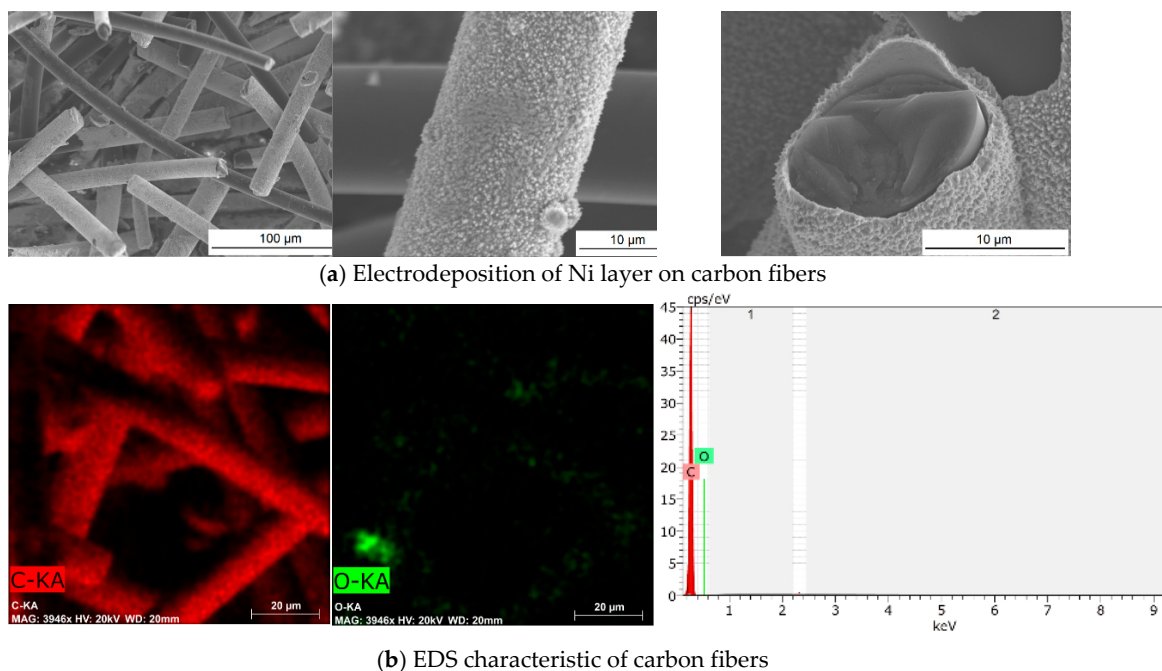 100 µm
10 µm
10 µm
(a) Electrodeposition of Ni layer on carbon fibers
C-KA
C-KA
MAG: 3946x HV: 20kV WD: 20mm
20 µm
O-KA
O-KA
MAG: 3946x HV: 20kV WD: 20mm
20 µm
cps/eV
45
40
35
30
25
20
15
10
5
0
1
2
C
O
1 2 3 4 5 6 7 8 9
keV
(b) EDS characteristic of carbon fibers